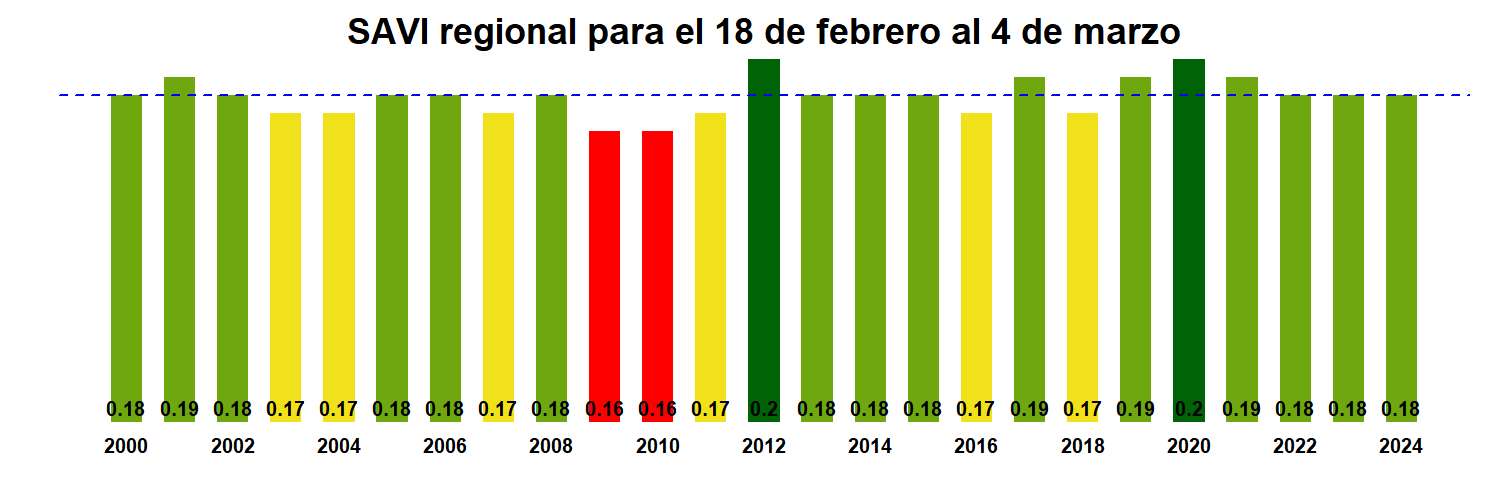 SAVI regional para el 18 de febrero al 4 de marzo
0.18 0.19 0.18 0.17 0.17 0.18 0.18 0.17 0.18 0.16 0.16 0.17 0.2 0.18 0.18 0.18 0.17 0.19 0.17 0.19 0.2 0.19 0.18 0.18 0.18
2000 2002 2004 2006 2008 2010 2012 2014 2016 2018 2020 2022 2024